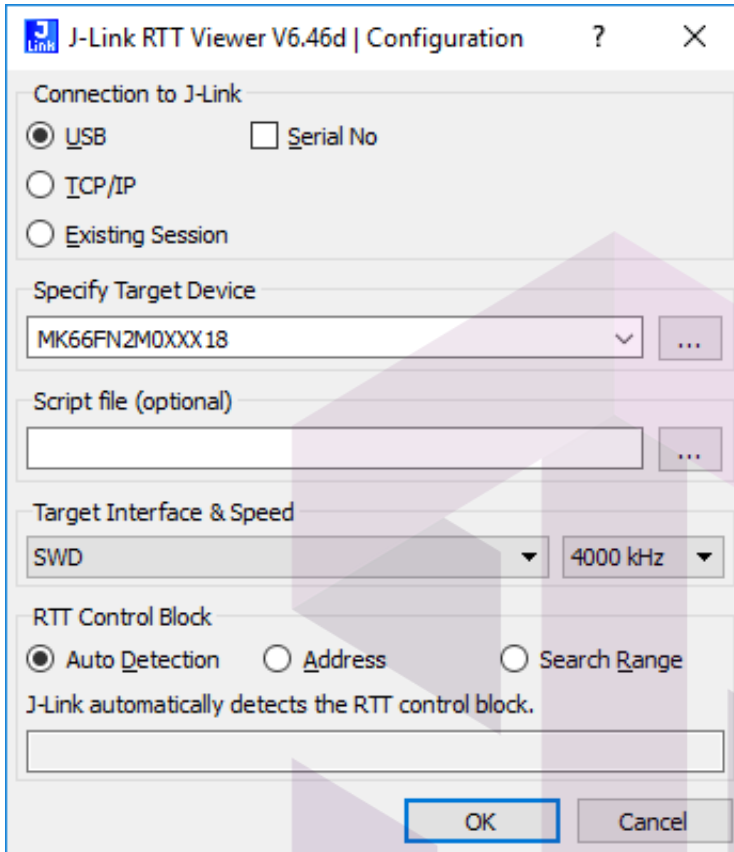 J-Link RTT Viewer V6.46d | Configuration ? ×
Connection to J-Link
USB Serial No
TCP/IP
Existing Session
Specify Target Device
MK66FN2M0XXX18 ...
Script file (optional)
...
Target Interface & Speed
SWD 4000 kHz
RTT Control Block
Auto Detection Address Search Range
J-Link automatically detects the RTT control block.
OK Cancel